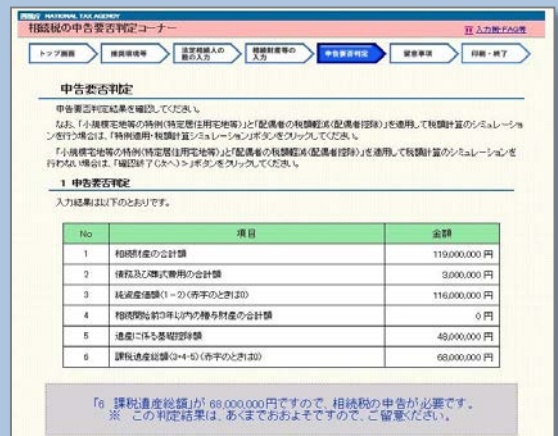 国税庁 NATIONAL TAX AGENCY
相続税の申告要否判定コーナー
入力例・FAQ等
トップ画面 推奨環境等 法定相続人の 相続財産等の 申告要否判定 留意事項 印刷・終了
数の入力 入力
申告要否判定
申告要否判定結果を確認してください。
なお、「小規模宅地等の特例(特定居住用宅地等)」と「配偶者の税額軽減(配偶者控除)」を適用して税額計算のシミュレーショ
ンを行う場合は、「特例適用・税額計算シミュレーション」ボタンをクリックしてください。
「小規模宅地等の特例(特定居住用宅地等)」と「配偶者の税額軽減(配偶者控除)」を適用して税額計算のシミュレーションを
行わない場合は、「確認終了(次へ)>」ボタンをクリックしてください。
1 申告要否判定
入力結果は以下のとおりです。
No 項目 金額
1 相続財産の合計額 119,000,000 円
2 債務及び葬式費用の合計額 3,000,000 円
3 純資産価額(1-2)(赤字のときは0) 116,000,000 円
4 相続開始前3年以内の贈与財産の合計額 0 円
5 遺産に係る基礎控除額 48,000,000 円
6 課税遺産総額(3+4-5)(赤字のときは0) 68,000,000 円
「6 課税遺産総額」が 68,000,000円ですので、相続税の申告が必要です。
※ この判定結果は、あくまでおおよそですので、ご留意ください。